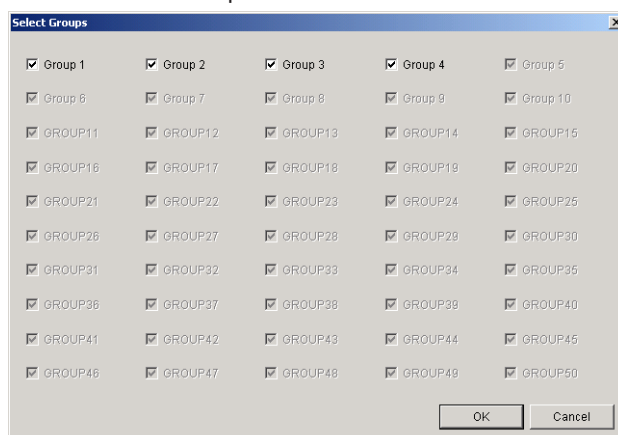 Select Groups
Group 1 Group 2 Group 3 Group 4 Group 5
Group 6 Group 7 Group 8 Group 9 Group 10
GROUP11 GROUP12 GROUP13 GROUP14 GROUP15
GROUP16 GROUP17 GROUP18 GROUP19 GROUP20
GROUP21 GROUP22 GROUP23 GROUP24 GROUP25
GROUP26 GROUP27 GROUP28 GROUP29 GROUP30
GROUP31 GROUP32 GROUP33 GROUP34 GROUP35
GROUP36 GROUP37 GROUP38 GROUP39 GROUP40
GROUP41 GROUP42 GROUP43 GROUP44 GROUP45
GROUP46 GROUP47 GROUP48 GROUP49 GROUP50
OK Cancel